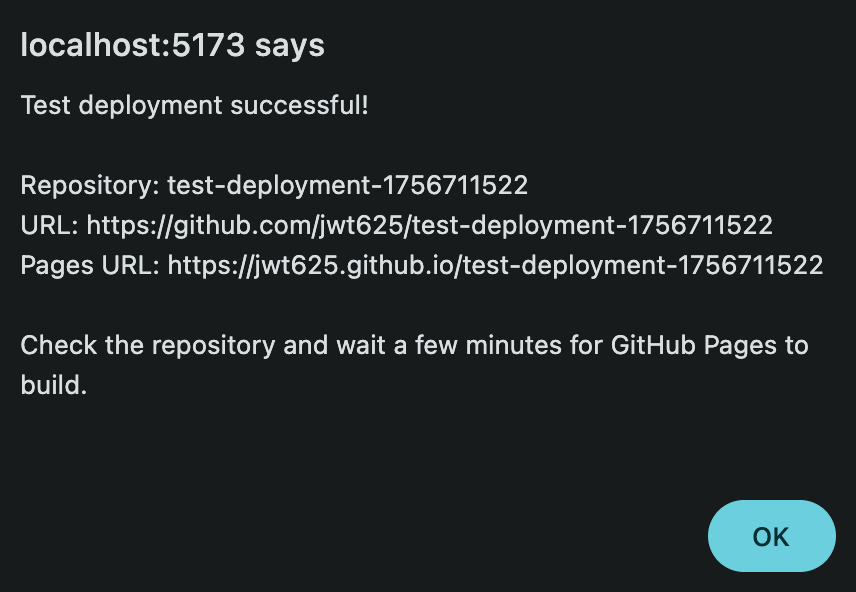 localhost:5173 says
Test deployment successful!
Repository: test-deployment-1756711522
URL: https://github.com/jwt625/test-deployment-1756711522
Pages URL: https://jwt625.github.io/test-deployment-1756711522
Check the repository and wait a few minutes for GitHub Pages to
build.
OK